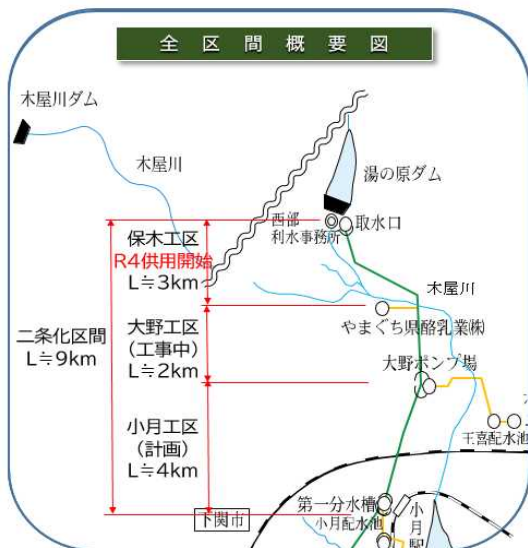 全区間概要図
木屋川ダム
木屋川
湯の原ダム
西部
利水事務所
取水口
保木工区
R4供用開始
L≒3km
木屋川
やまぐち県酪乳業㈱
二条化区間
L≒9km
大野工区
（工事中）
L≒2km
大野ポンプ場
小月工区
（計画）
L≒4km
王喜配水池
第一分水槽
小月配水池
下関市
小月駅